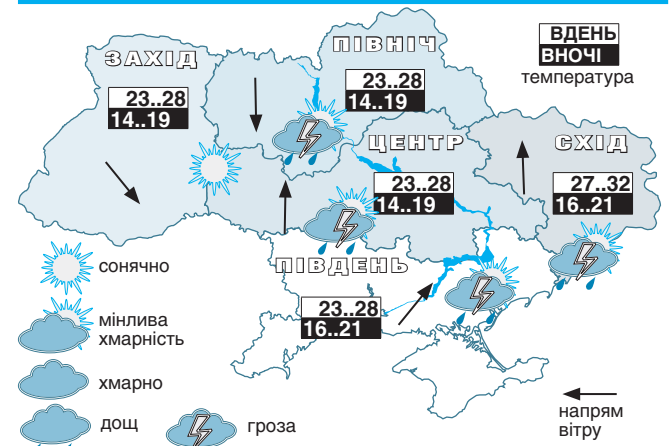 ВДЕНЬ
ВНОЧІ
температура
ПІВНІЧ
23..28
14..19
ЗАХІД
23..28
14..19
ЦЕНТР
23..28
14..19
СХІД
27..32
16..21
ПІВДЕНЬ
23..28
16..21
сонячно
мінлива
хмарність
хмарно
дощ
гроза
напрям
вітру